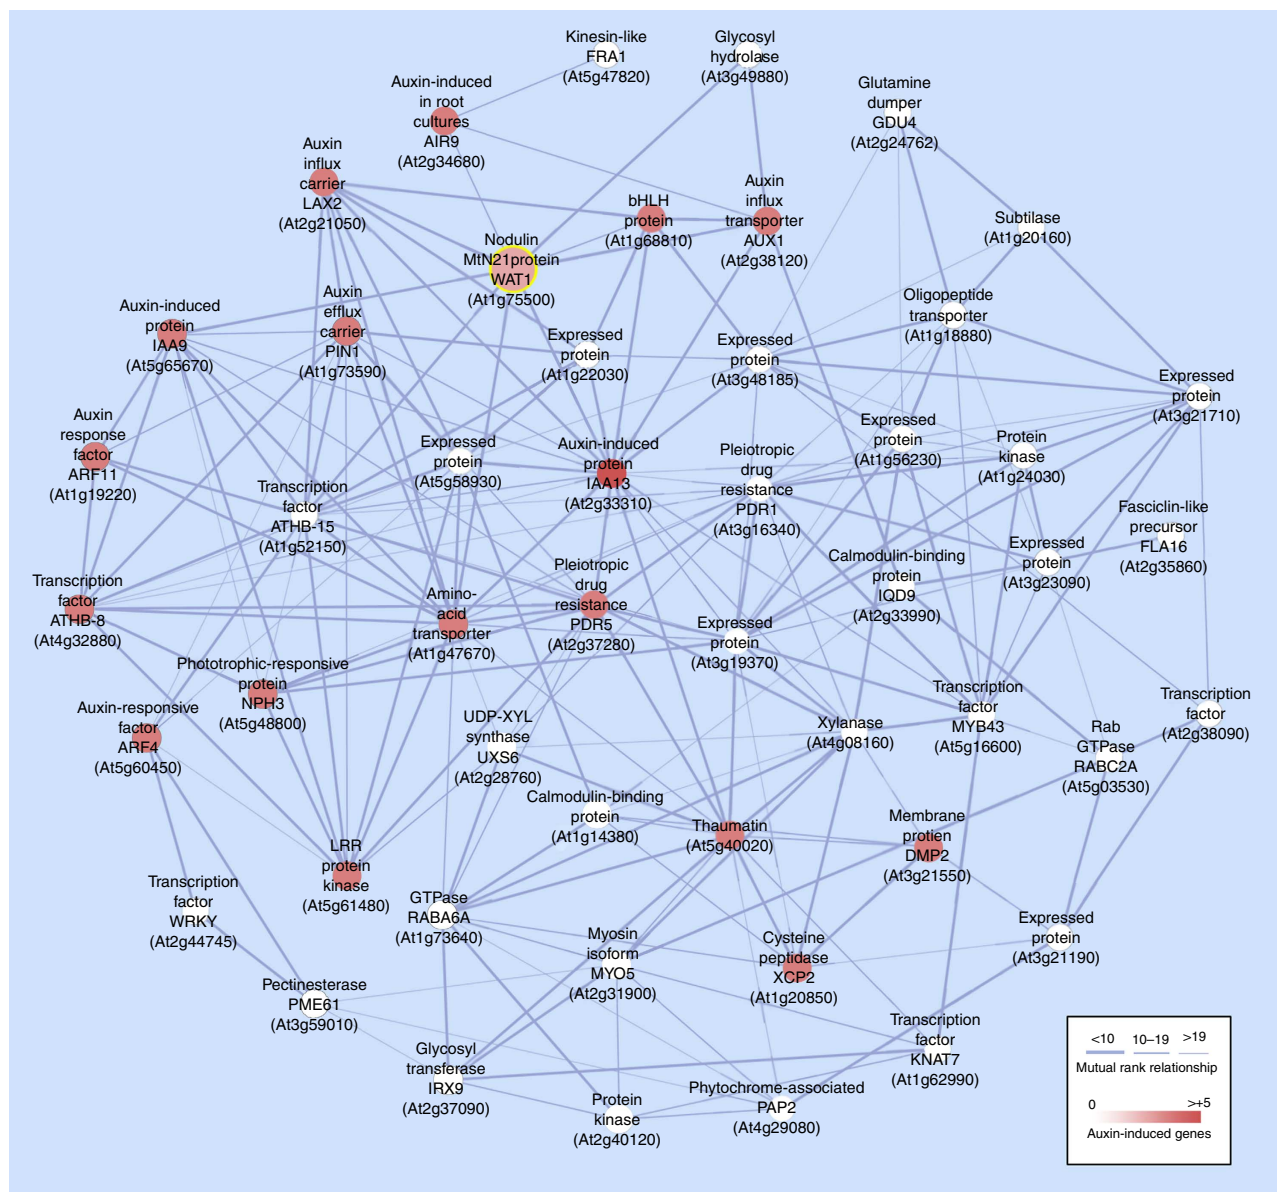 Kinesin-like
FRA1
(At5g47820)
Glycosyl
hydrolase
(At3g49880)
Auxin-induced
in root
cultures
AIR9
(At2g34680)
Glutamine
dumper
GDU4
(At2g24762)
Auxin
influx
carrier
LAX2
(At2g21050)
bHLH
protein
(At1g68810)
Auxin
influx
transporter
AUX1
(At2g38120)
Subtilase
(At1g20160)
Nodulin
MtN21protein
WAT1
(At1g75500)
Auxin-induced
protein
IAA9
(At5g65670)
Auxin
efflux
carrier
PIN1
(At1g73590)
Expressed
protein
(At1g22030)
Expressed
protein
(At3g48185)
Oligopeptide
transporter
(At1g18880)
Expressed
protein
(At3g21710)
Auxin
response
factor
ARF11
(At1g19220)
Expressed
protein
(At5g58930)
Auxin-induced
protein
IAA13
(At2g33310)
Pleiotropic
drug
resistance
PDR1
(At3g16340)
Expressed
protein
(At1g56230)
Protein
kinase
(At1g24030)
Transcription
factor
ATHB-15
(At1g52150)
Fasciclin-like
precursor
FLA16
(At2g35860)
Transcription
factor
ATHB-8
(At4g32880)
Amino-
acid
transporter
(At1g47670)
Pleiotropic
drug
resistance
PDR5
(At2g37280)
Calmodulin-binding
protein
IQD9
(At2g33990)
Expressed
protein
(At3g23090)
Expressed
protein
(At3g19370)
Phototrophic-responsive
protein
NPH3
(At5g48800)
Auxin-responsive
factor
ARF4
(At5g60450)
UDP-XYL
synthase
UXS6
(At2g28760)
Xylanase
(At4g08160)
Transcription
factor
MYB43
(At5g16600)
Rab
GTPase
RABC2A
(At5g03530)
Transcription
factor
(At2g38090)
Calmodulin-binding
protein
(At1g14380)
Thaumatin
(At5g40020)
Membrane
protien
DMP2
(At3g21550)
LRR
protein
kinase
(At5g61480)
Transcription
factor
WRKY
(At2g44745)
GTPase
RABA6A
(At1g73640)
Myosin
isoform
MYO5
(At2g31900)
Cysteine
peptidase
XCP2
(At1g20850)
Expressed
protein
(At3g21190)
Pectinesterase
PME61
(At3g59010)
Glycosyl
transferase
IRX9
(At2g37090)
Protein
kinase
(At2g40120)
Phytochrome-associated
PAP2
(At4g29080)
Transcription
factor
KNAT7
(At1g62990)
<10 10–19 >19
Mutual rank relationship
0 >+5
Auxin-induced genes